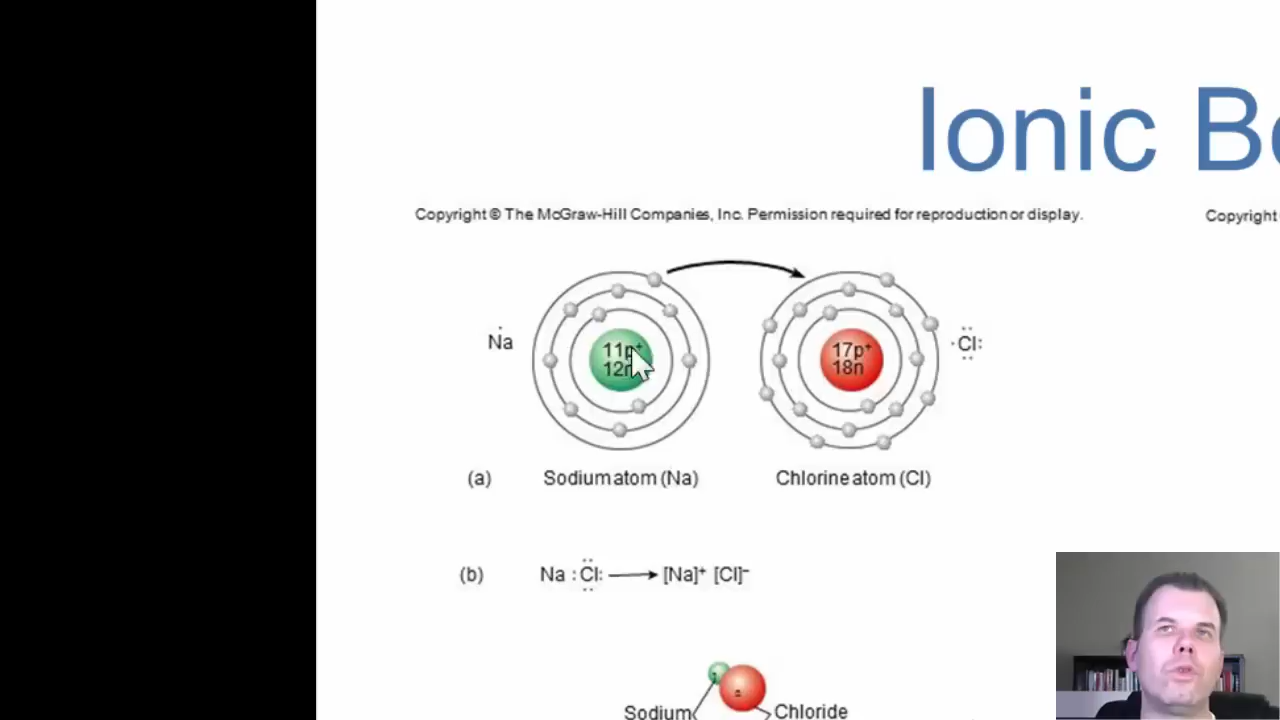 Ionic
Copyright © The McGraw-Hill Companies, Inc. Permission required for reproduction or display.
Copyright
Na
11p+
12n
17p+
18n
·Cl:
(a)
Sodium atom (Na)
Chlorine atom (Cl)
(b)
Na :Cl: → [Na]⁺ [Cl]⁻
Sodium
Chloride